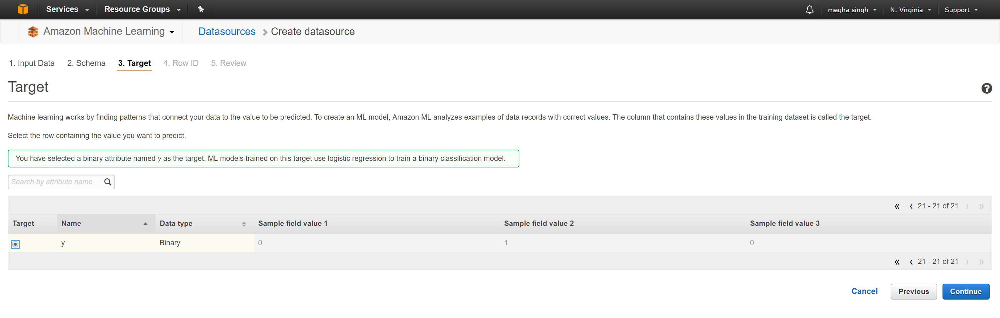 Services Resource Groups megha singh N. Virginia Support
Amazon Machine Learning Datasources Create datasource
1. Input Data 2. Schema 3. Target 4. Row ID 5. Review
Target
Machine learning works by finding patterns that connect your data to the value to be predicted. To create an ML model, Amazon ML analyzes examples of data records with correct values. The column that contains these values in the training dataset is called the target.
Select the row containing the value you want to predict.
You have selected a binary attribute named y as the target. ML models trained on this target use logistic regression to train a binary classification model.
Search by attribute name
« ‹ 21 - 21 of 21 › »
Target Name Data type Sample field value 1 Sample field value 2 Sample field value 3
y Binary 0 1 0
« ‹ 21 - 21 of 21 › »
Cancel Previous Continue